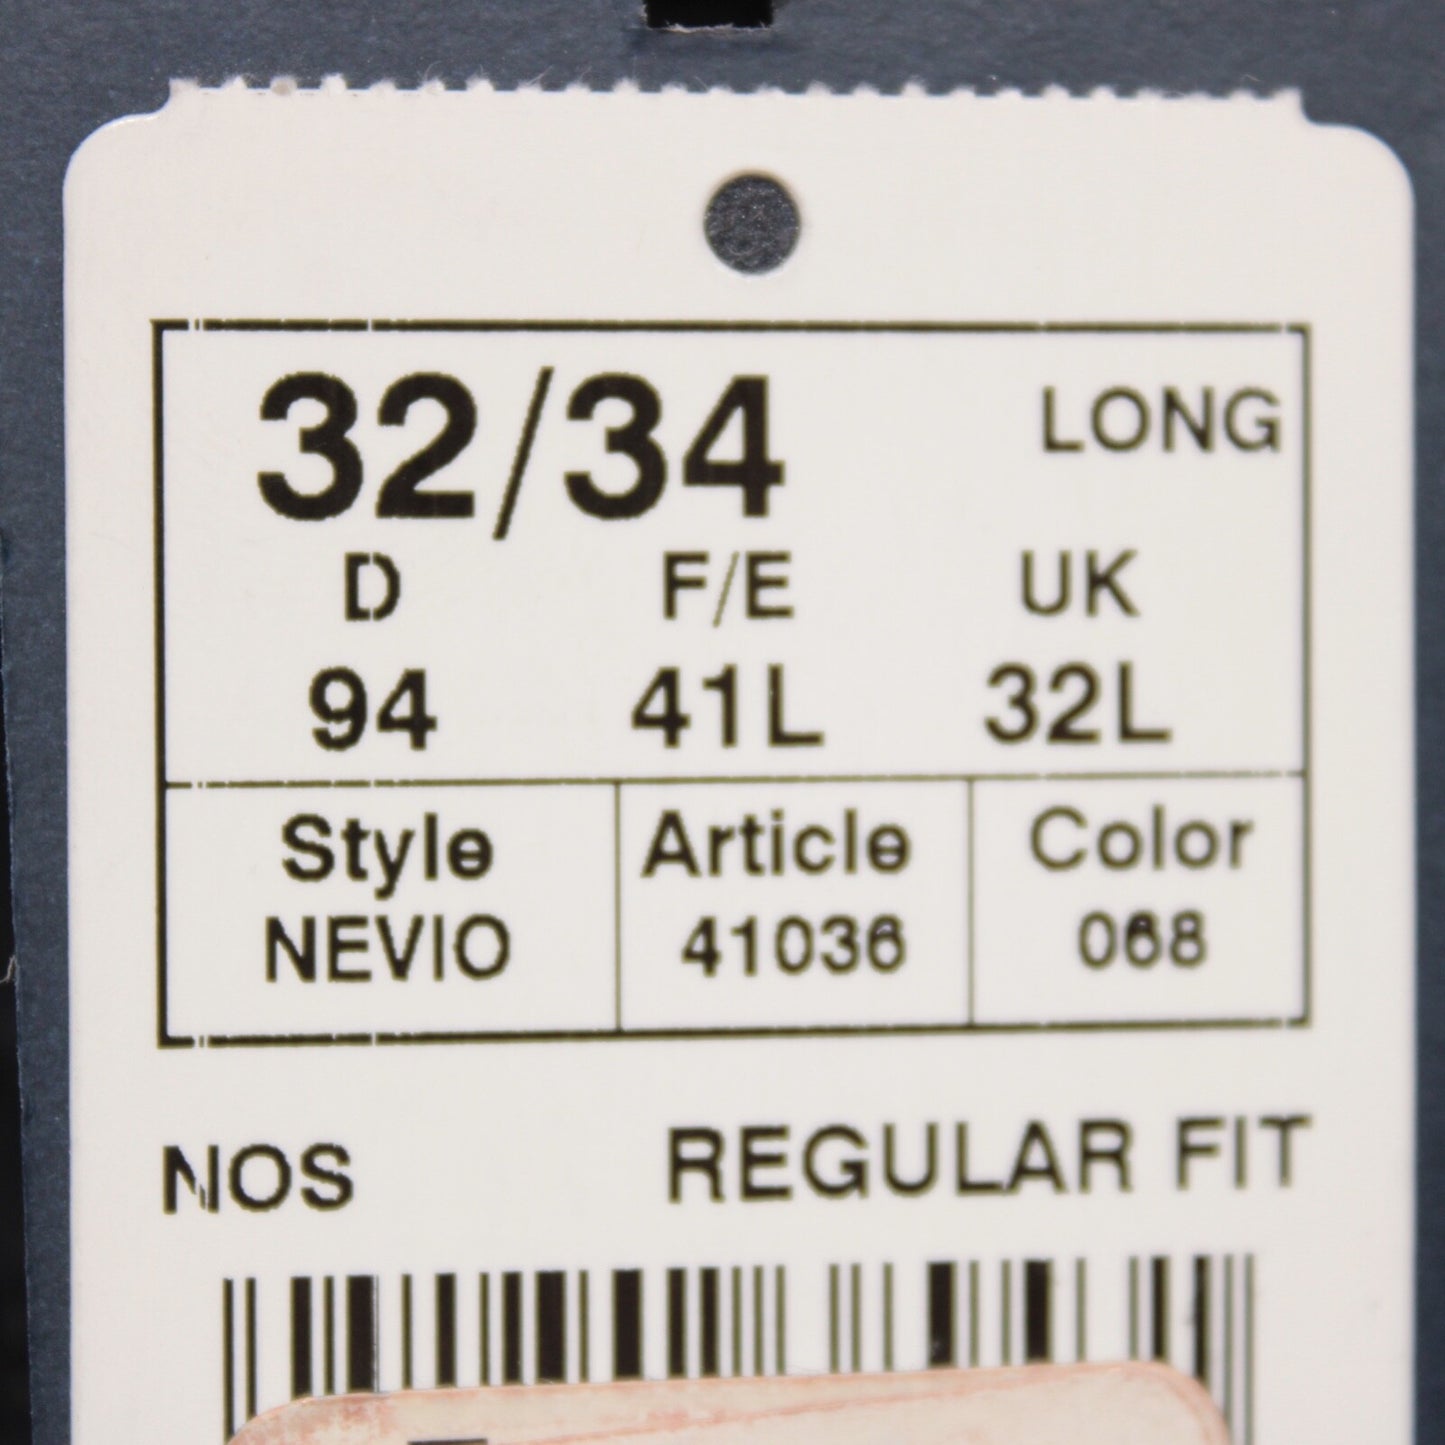 32/34 LONG
D F/E UK
94 41L 32L
Style Article Color
NEVIO 41036 068
NOS REGULAR FIT